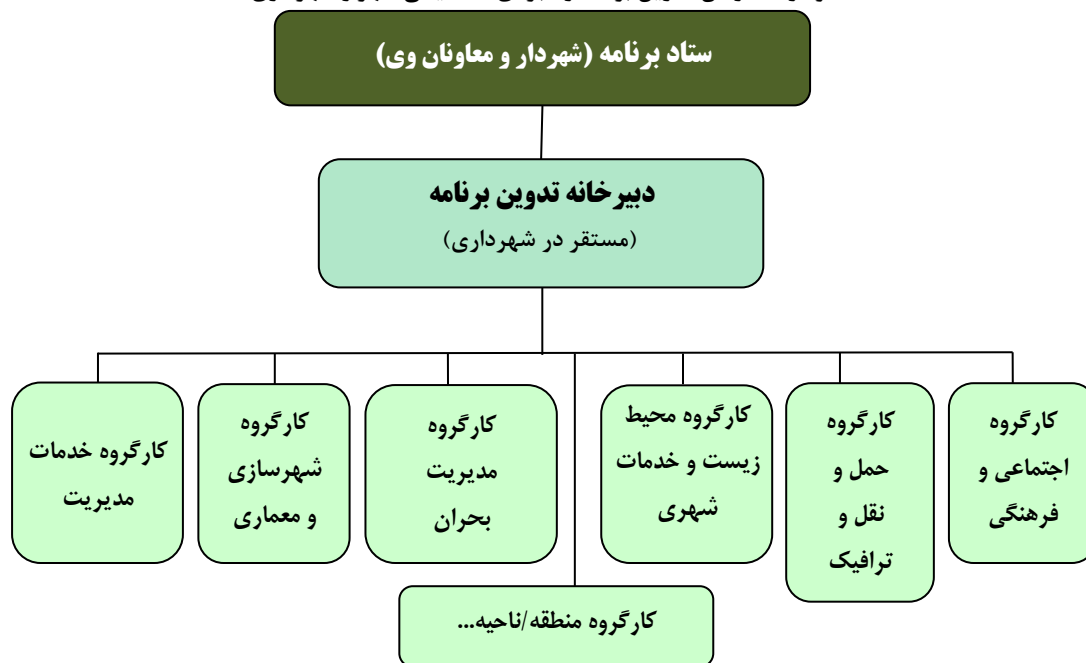 ستاد برنامه (شهردار و معاونان وی)
دبیرخانه تدوین برنامه
(مستقر در شهرداری)
کارگروه
اجتماعی و
فرهنگی
کارگروه
حمل و
نقل و
ترافیک
کارگروه محیط
زیست و خدمات
شهری
کارگروه
مدیریت
بحران
کارگروه
شهرسازی
و معماری
کارگروه خدمات
مدیریت
کارگروه منطقه/ناحیه...